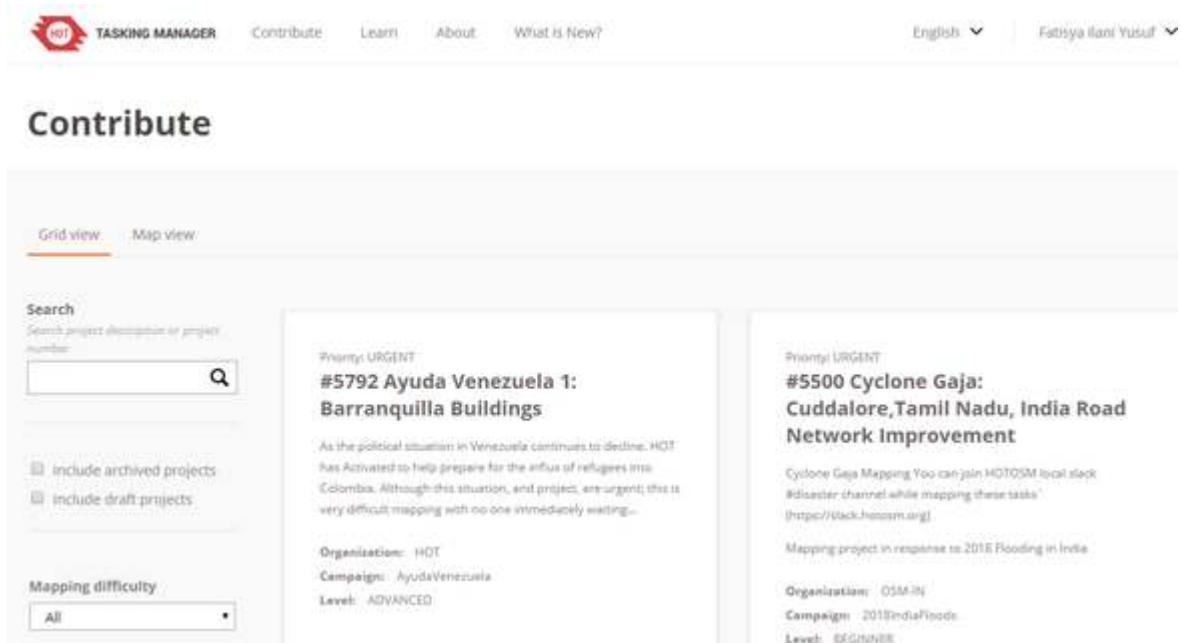 HOT TASKING MANAGER Contribute Learn About What is New? English Fatisya Ilani Yusuf
Contribute
Grid view Map view
Search
Search project description or project
number
Include archived projects
Include draft projects
Mapping difficulty
All
Priority: URGENT
#5792 Ayuda Venezuela 1:
Barranquilla Buildings
As the political situation in Venezuela continues to decline, HOT
has Activated to help prepare for the influx of refugees into
Colombia. Although this situation, and project, are urgent; this is
very difficult mapping with no one immediately waiting...
Organization: HOT
Campaign: AyudaVenezuela
Level: ADVANCED
Priority: URGENT
#5500 Cyclone Gaja:
Cuddalore,Tamil Nadu, India Road
Network Improvement
Cyclone Gaja Mapping You can join HOTOSM local slack
#disaster channel while mapping these tasks`
(https://slack.hotosm.org)
Mapping project in response to 2018 Flooding in India
Organization: OSM-IN
Campaign: 2018IndiaFloods
Level: BEGINNER